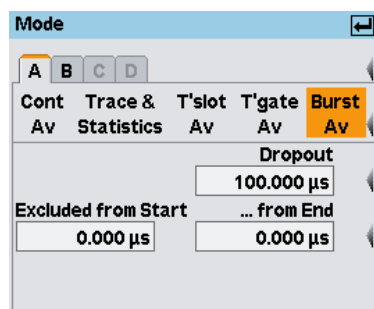 Mode
A B C D
Cont Trace & T'slot T'gate Burst
Av Statistics Av Av Av
Dropout
100.000 µs
Excluded from Start ... from End
0.000 µs 0.000 µs